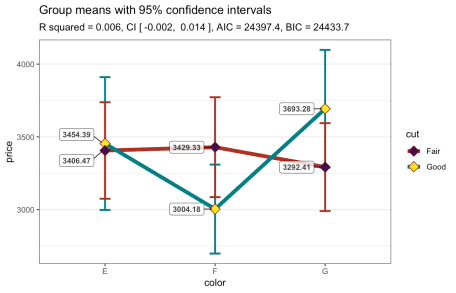 Group means with 95% confidence intervals
R squared = 0.006, CI [ -0.002,  0.014 ], AIC = 24397.4, BIC = 24433.7
4000
3500
3000
price
3454.39
3406.47
3429.33
3004.18
3693.28
3292.41
E F G
color
cut
Fair
Good